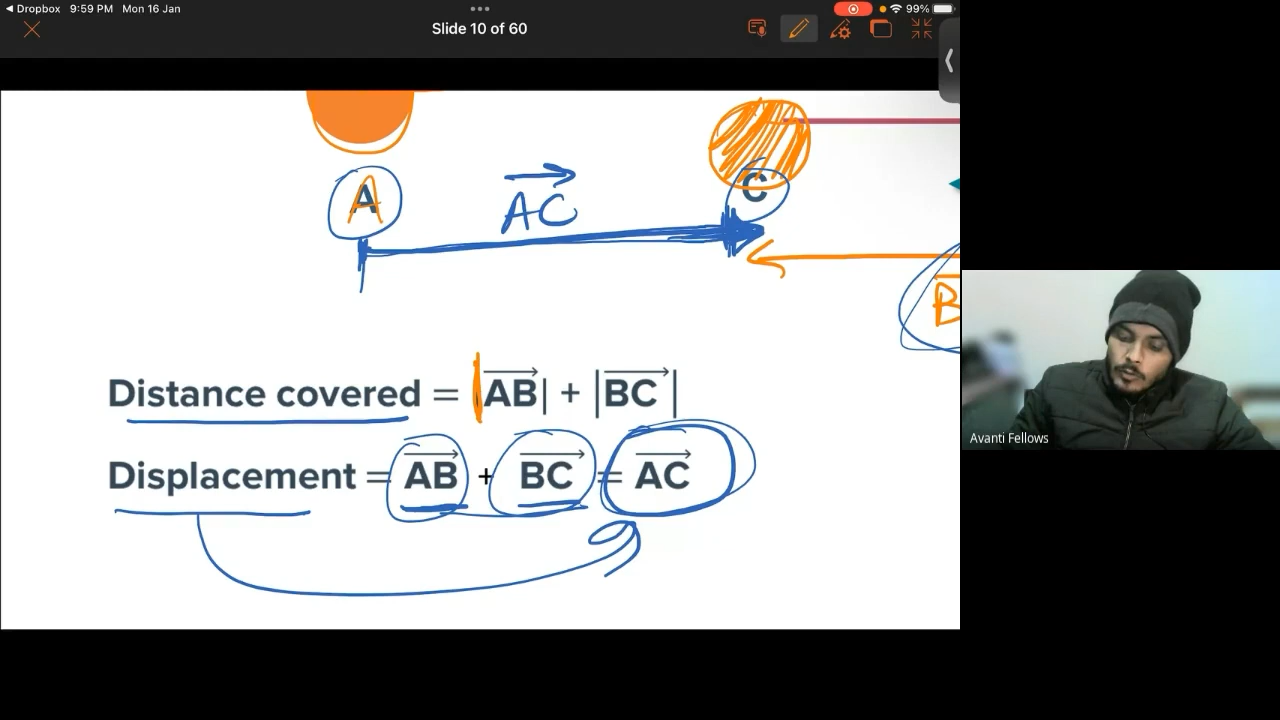 Dropbox 9:59 PM Mon 16 Jan
99%
Slide 10 of 60
A
C
AC
B
Distance covered = |AB| + |BC|
Displacement = AB + BC = AC
Avanti Fellows